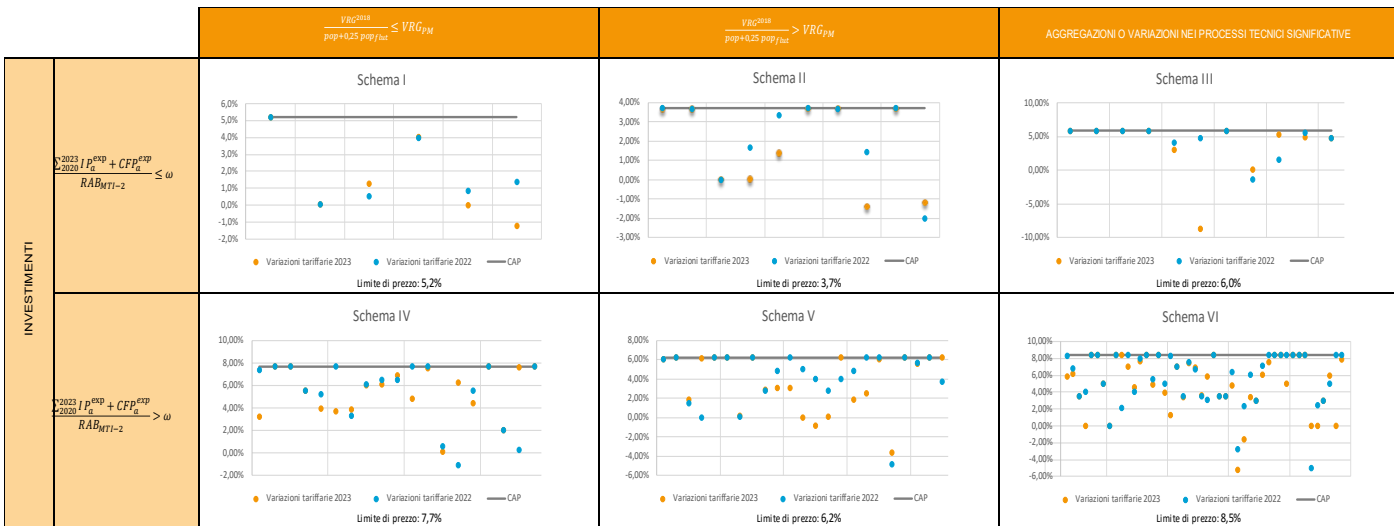 VRG^2018 / pop+0,25 pop_flut ≤ VRG_PM
VRG^2018 / pop+0,25 pop_flut > VRG_PM
AGGREGAZIONI O VARIAZIONI NEI PROCESSI TECNICI SIGNIFICATIVE
INVESTIMENTI
Σ_2020^2023 IP_a^exp + CFP_a^exp / RAB_MTI−2 ≤ ω
Schema I
6,0%
5,0%
4,0%
3,0%
2,0%
1,0%
0,0%
-1,0%
-2,0%
Variazioni tariffarie 2023 Variazioni tariffarie 2022 CAP
Limite di prezzo: 5,2%
Schema II
4,00%
3,00%
2,00%
1,00%
0,00%
-1,00%
-2,00%
-3,00%
Variazioni tariffarie 2023 Variazioni tariffarie 2022 CAP
Limite di prezzo: 3,7%
Schema III
10,00%
5,00%
0,00%
-5,00%
-10,00%
Variazioni tariffarie 2023 Variazioni tariffarie 2022 CAP
Limite di prezzo: 6,0%
Σ_2020^2023 IP_a^exp + CFP_a^exp / RAB_MTI−2 > ω
Schema IV
10,00%
8,00%
6,00%
4,00%
2,00%
0,00%
-2,00%
Variazioni tariffarie 2023 Variazioni tariffarie 2022 CAP
Limite di prezzo: 7,7%
Schema V
8,00%
6,00%
4,00%
2,00%
0,00%
-2,00%
-4,00%
-6,00%
Variazioni tariffarie 2023 Variazioni tariffarie 2022 CAP
Limite di prezzo: 6,2%
Schema VI
10,00%
8,00%
6,00%
4,00%
2,00%
0,00%
-2,00%
-4,00%
-6,00%
Variazioni tariffarie 2023 Variazioni tariffarie 2022 CAP
Limite di prezzo: 8,5%